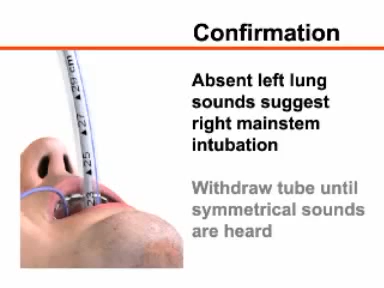 Confirmation
29 cm
27
25
Absent left lung
sounds suggest
right mainstem
intubation
Withdraw tube until
symmetrical sounds
are heard